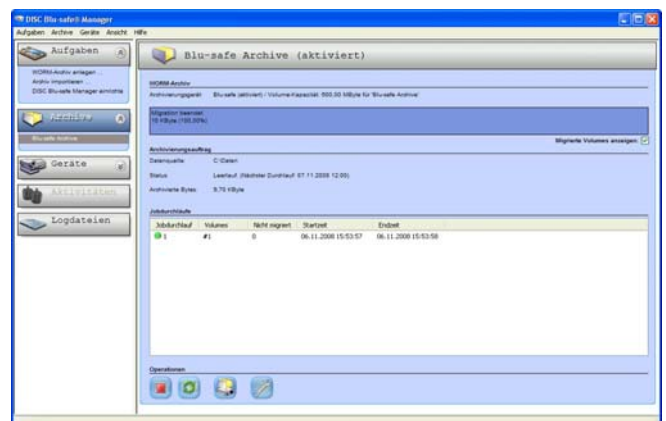 DISC Blu-safe® Manager
Aufgaben Archive Geräte Ansicht Hilfe
Aufgaben
WORM-Archiv anlegen ...
Archiv importieren ...
DISC Blu-safe Manager einrichte
Archive
Blu-safe Archive
Geräte
Aktivitäten
Logdateien
Blu-safe Archive (aktiviert)
WORM-Archiv
Archivierungsgerät: Blu-safe (aktiviert) / Volume-Kapazität: 500,00 MByte für 'Blu-safe Archive'
Migration beendet
10 KByte (100,00%)
Migrierte Volumes anzeigen:
Archivierungsauftrag
Datenquelle: C:\Daten
Status: Leerlauf (Nächster Durchlauf: 07.11.2008 12:00)
Archivierte Bytes: 9,70 KByte
Jobdurchläufe
Jobdurchlauf Volumes Nicht migriert Startzeit Endzeit
1 #1 0 06.11.2008 15:53:57 06.11.2008 15:53:58
Operationen